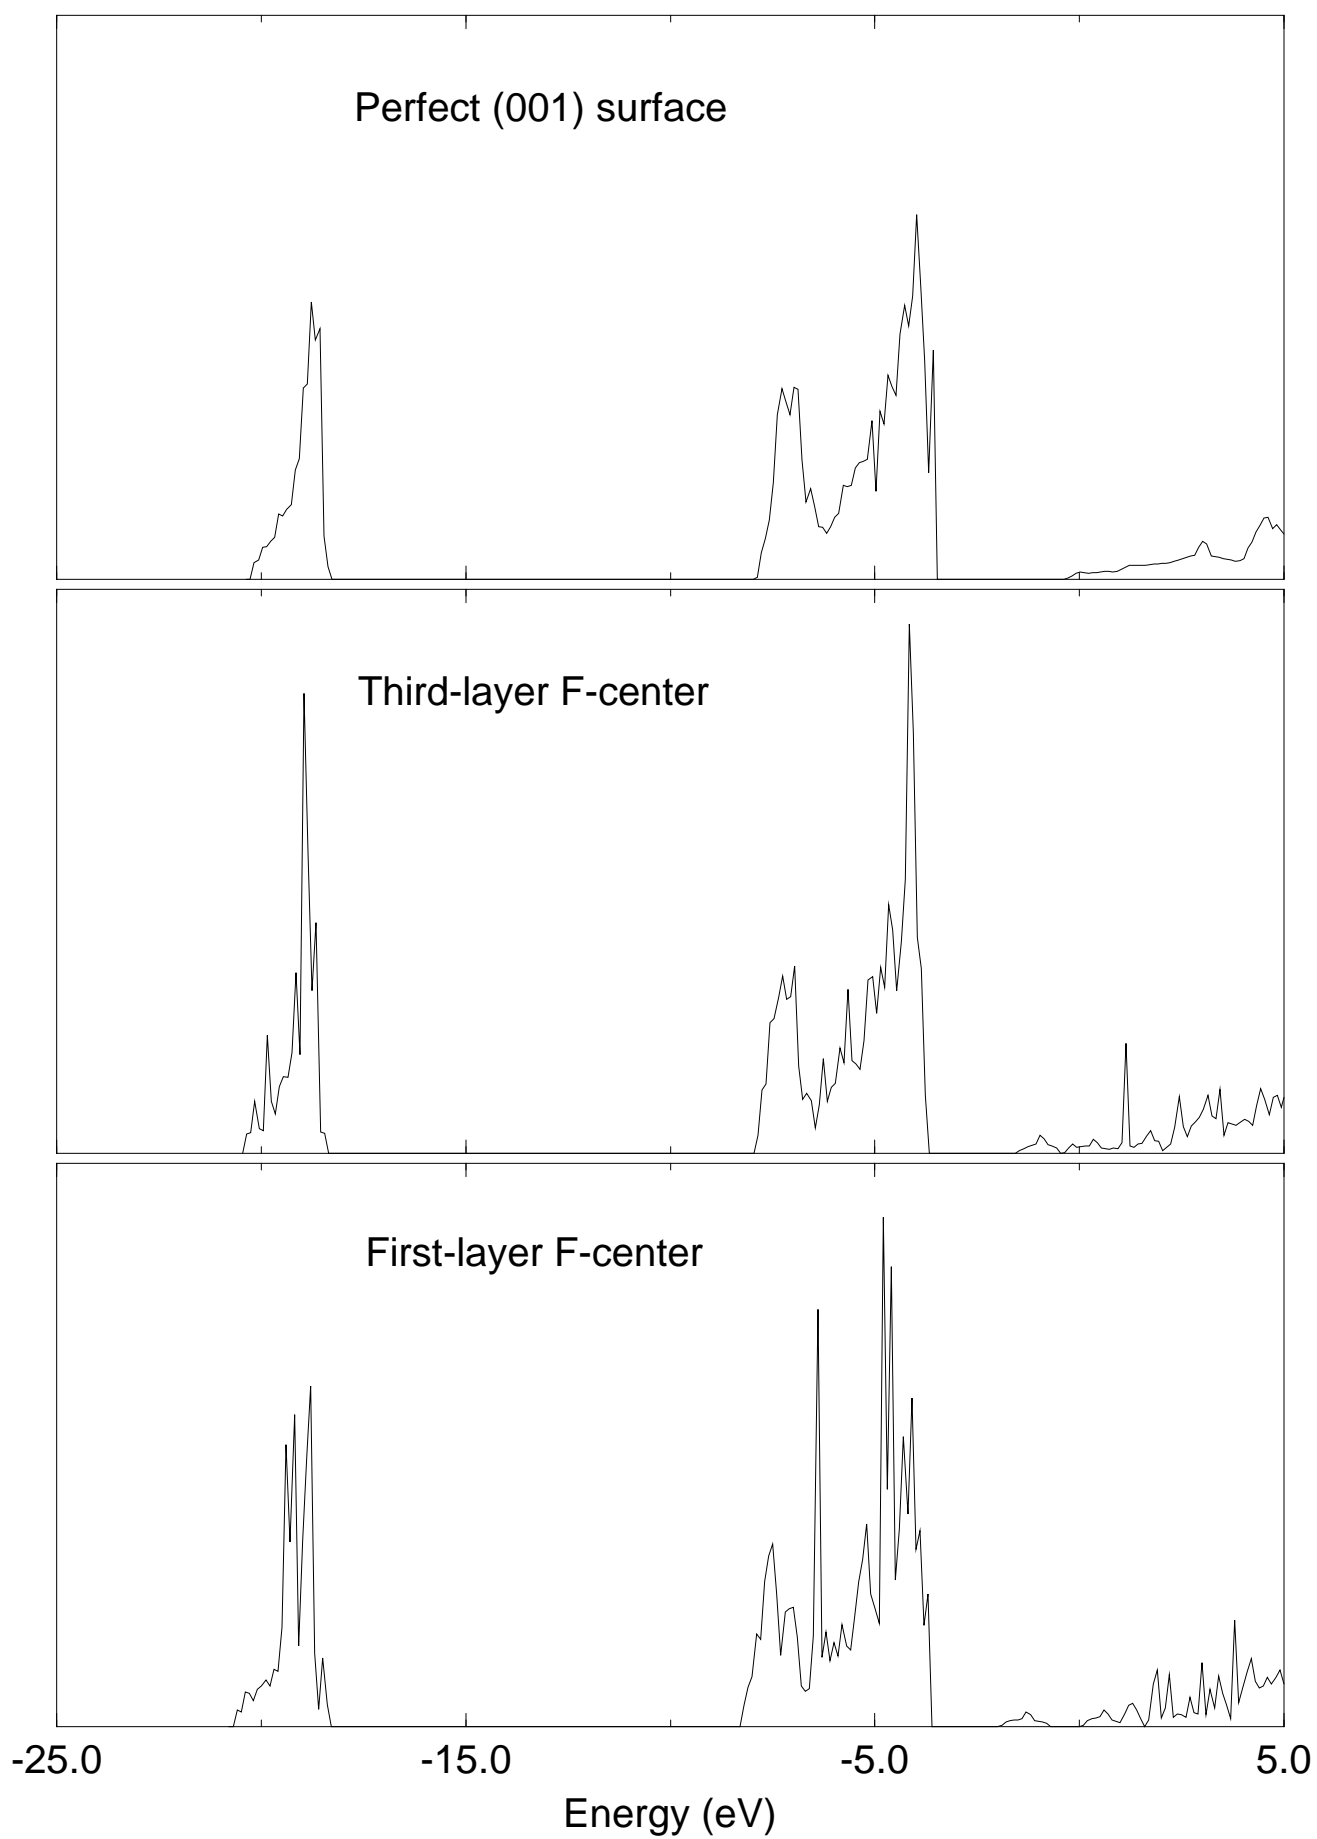 Perfect (001) surface
Third-layer F-center
First-layer F-center
-25.0 -15.0 -5.0 5.0
Energy (eV)